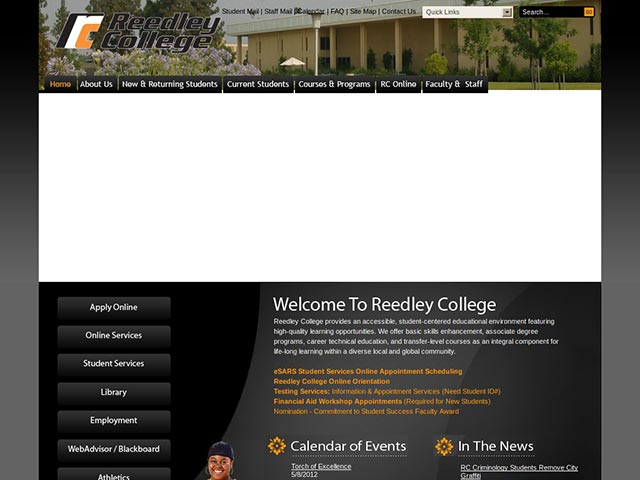 Reedley
College
Student Mail | Staff Mail | Calendar | FAQ | Site Map | Contact Us
Quick Links
Search...
GO
Home
About Us
New & Returning Students
Current Students
Courses & Programs
RC Online
Faculty & Staff
Apply Online
Online Services
Student Services
Library
Employment
WebAdvisor / Blackboard
Athletics
Welcome To Reedley College
Reedley College provides an accessible, student-centered educational environment featuring
high-quality learning opportunities. We offer basic skills enhancement, associate degree
programs, career technical education, and transfer-level courses as an integral component for
life-long learning within a diverse local and global community.
eSARS Student Services Online Appointment Scheduling
Reedley College Online Orientation
Testing Services: Information & Appointment Services (Need Student ID#)
Financial Aid Workshop Appointments (Required for New Students)
Nomination - Commitment to Student Success Faculty Award
Calendar of Events
Torch of Excellence
5/8/2012
In The News
RC Criminology Students Remove City
Graffiti